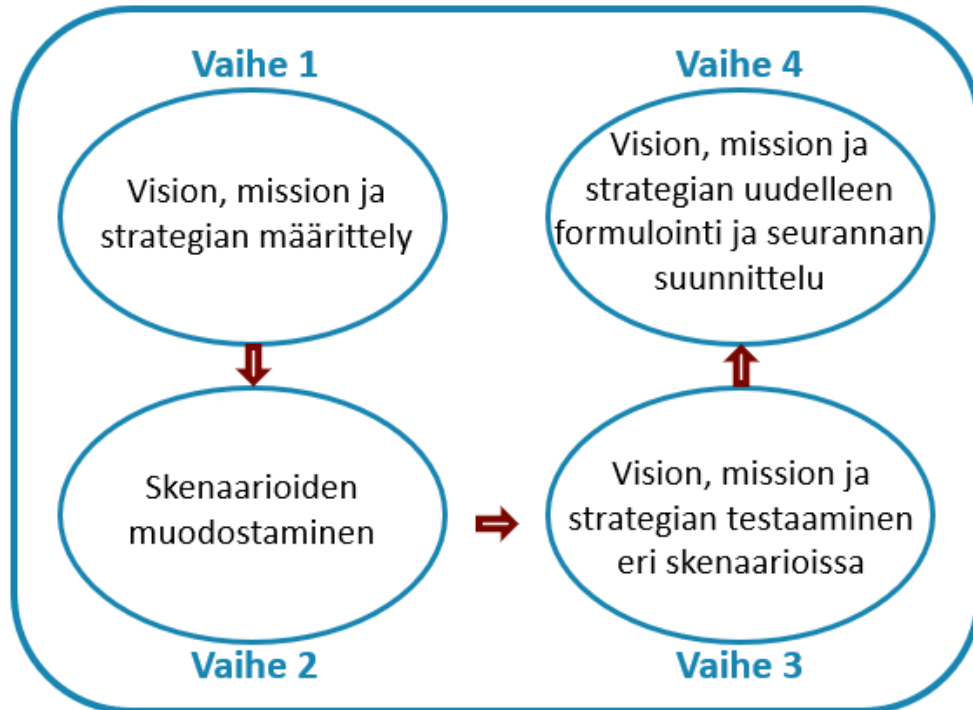 Vaihe 1
Vision, mission ja
strategian määrittely
Skenaarioiden
muodostaminen
Vaihe 2
Vision, mission ja
strategian testaaminen
eri skenaarioissa
Vaihe 3
Vaihe 4
Vision, mission ja
strategian uudelleen
formulointi ja seurannan
suunnittelu